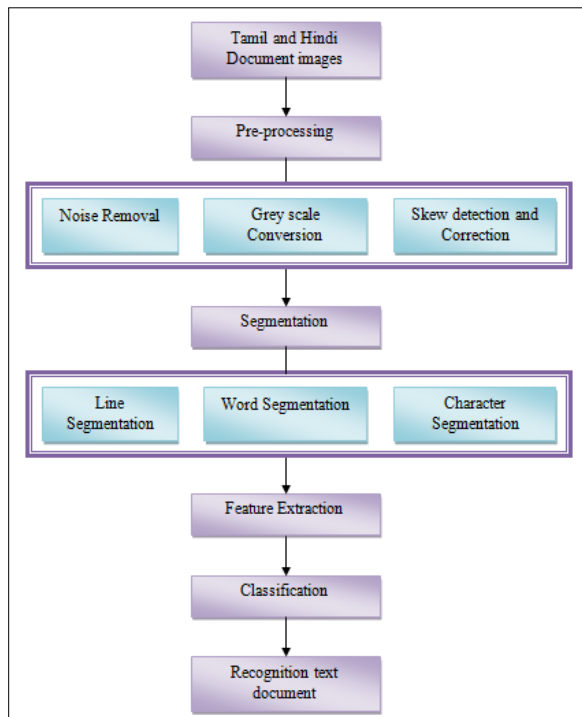 Tamil and Hindi
Document images
Pre-processing
Noise Removal
Grey scale
Conversion
Skew detection and
Correction
Segmentation
Line
Segmentation
Word Segmentation
Character
Segmentation
Feature Extraction
Classification
Recognition text
document